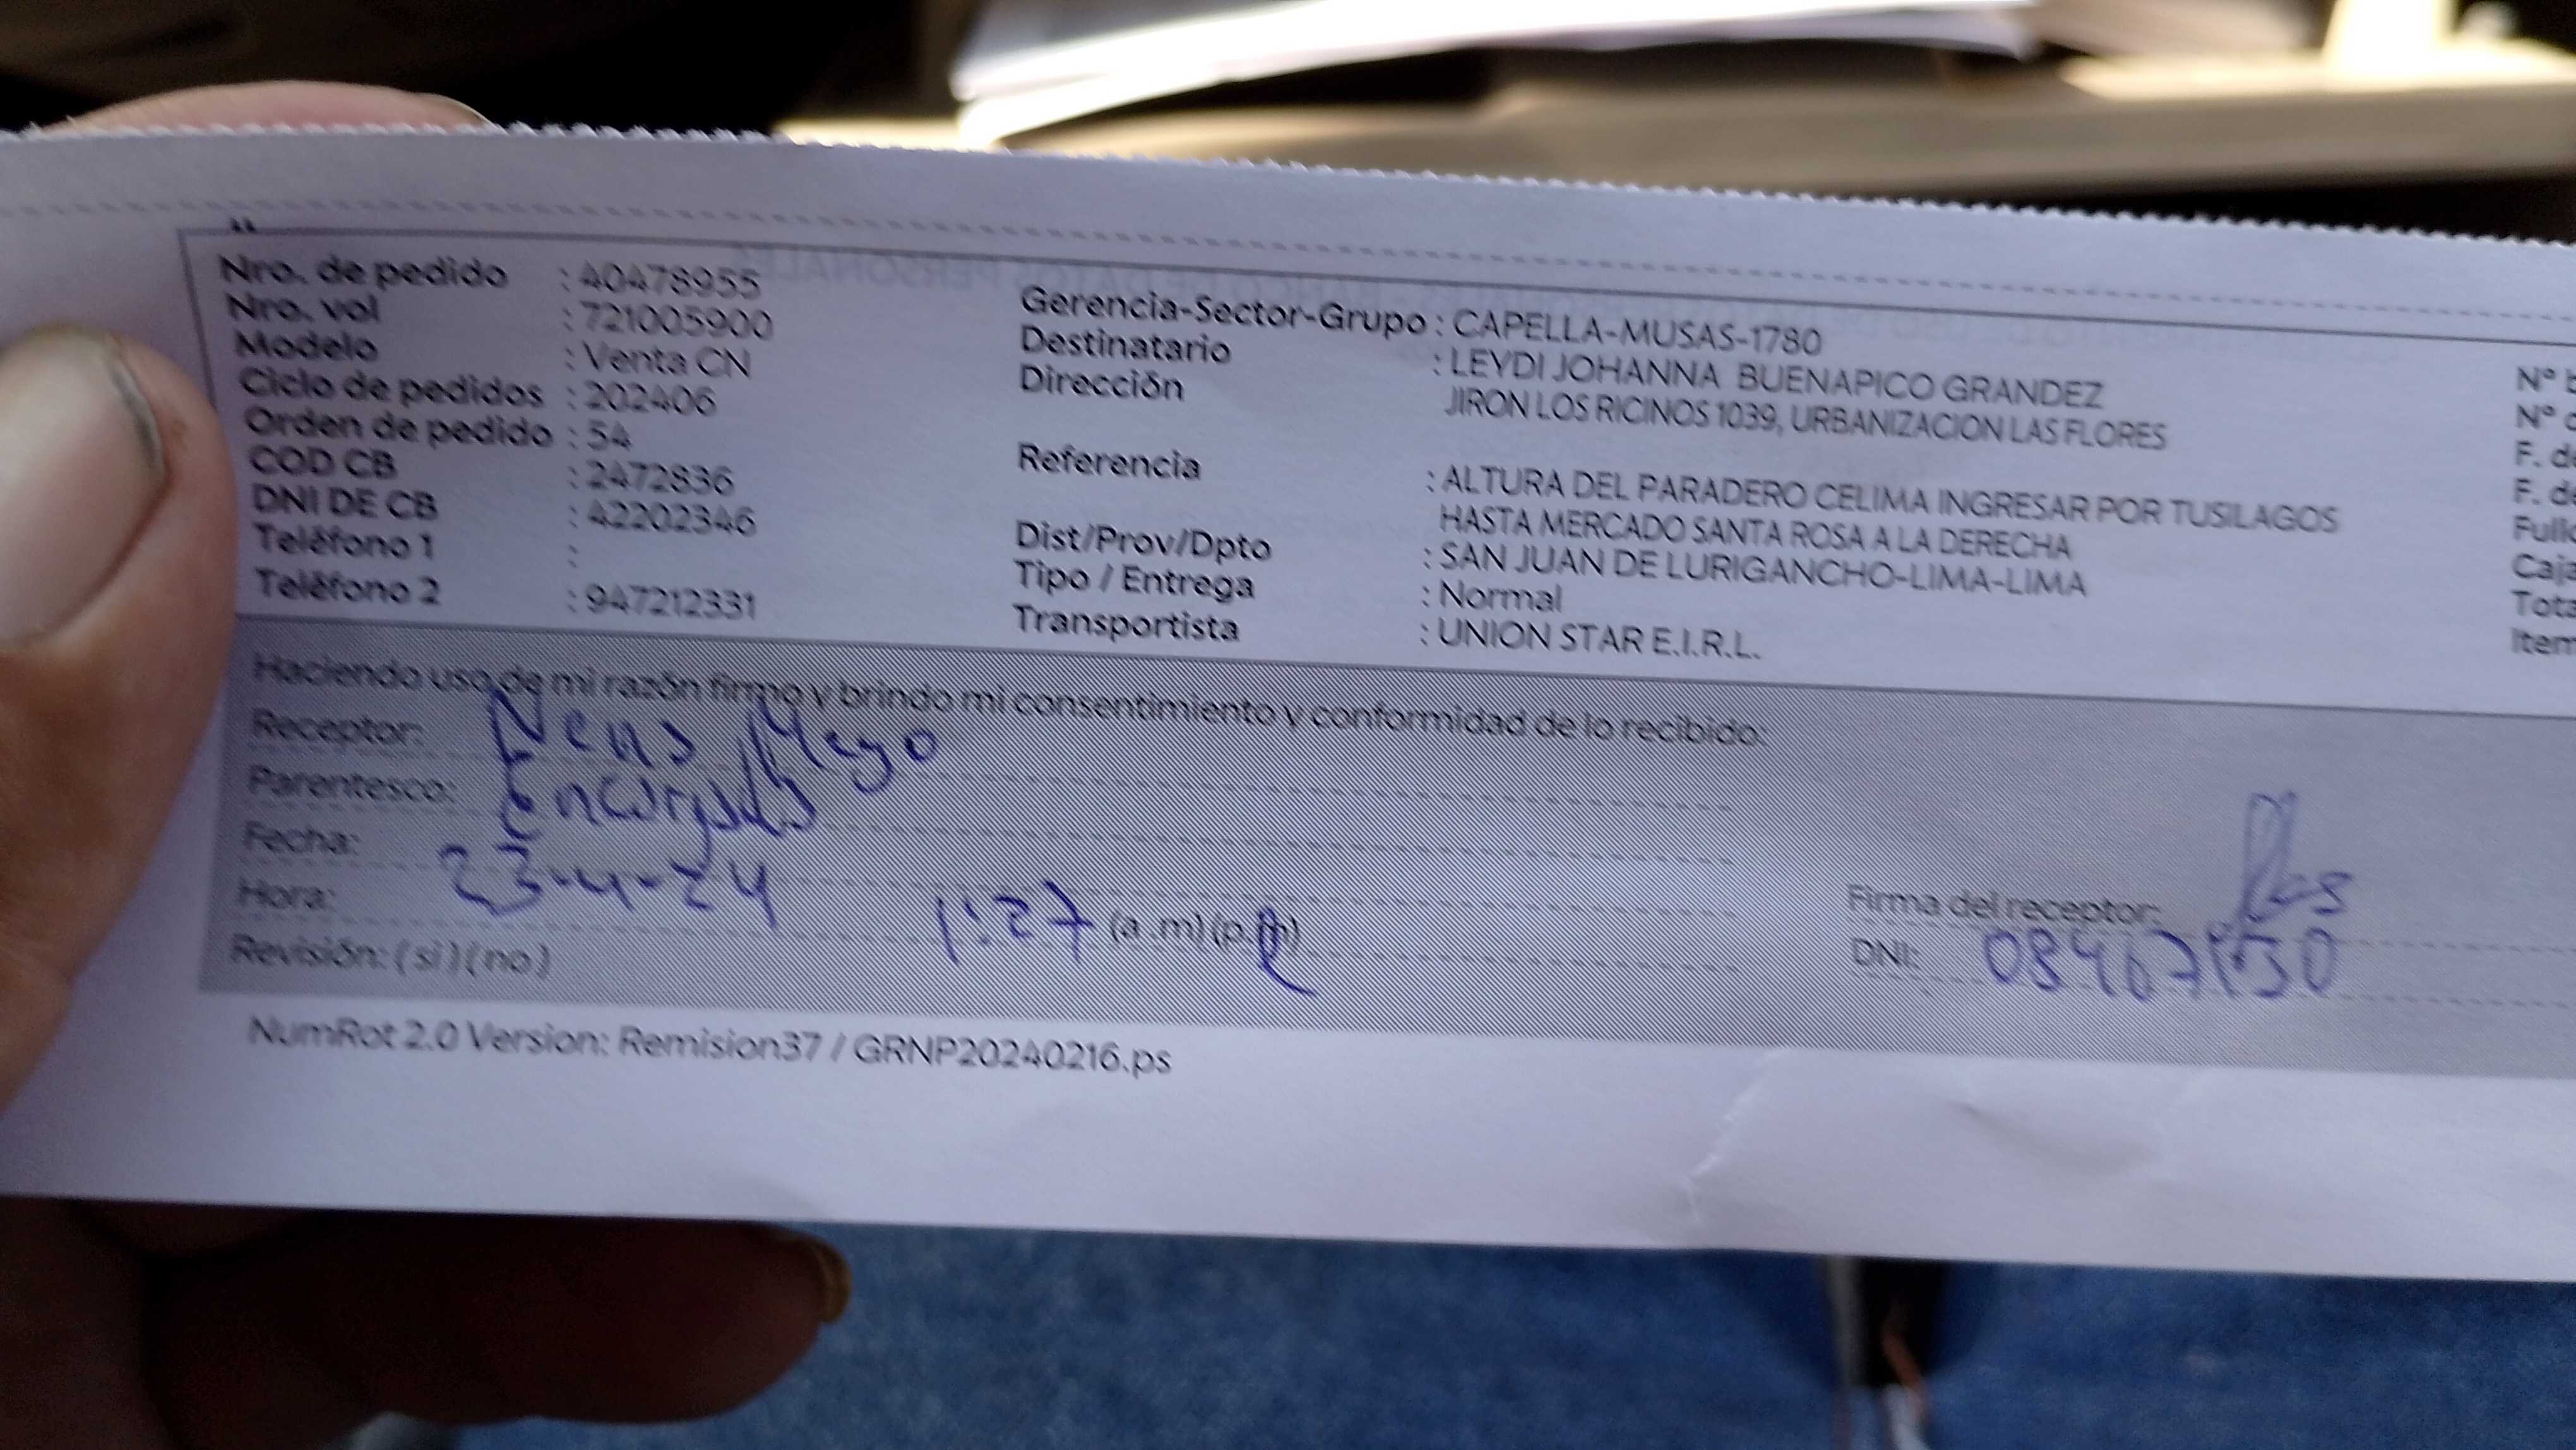 Nro. de pedido : 40478955
Nro. vol : 721005900
Modelo : Venta CN
Ciclo de pedidos : 202406
Orden de pedido : 54
COD CB : 2472836
DNI DE CB : 42202346
Teléfono 1 :
Teléfono 2 : 947212331
Gerencia-Sector-Grupo : CAPELLA-MUSAS-1780
Destinatario : LEYDI JOHANNA BUENAPICO GRANDEZ
Dirección JIRON LOS RICINOS 1039, URBANIZACION LAS FLORES
Referencia : ALTURA DEL PARADERO CELIMA INGRESAR POR TUSILAGOS
HASTA MERCADO SANTA ROSA A LA DERECHA
Dist/Prov/Dpto : SAN JUAN DE LURIGANCHO-LIMA-LIMA
Tipo / Entrega : Normal
Transportista : UNION STAR E.I.R.L.
N°
N°
F. de
F. de
Tota
Item
Haciendo uso de mi razón firmo y brindo mi consentimiento y conformidad de lo recibido:
Receptor:
Parentesco: Encargado
Fecha: 23-4-24
Hora: 1:27 (a.m) (p.m)
Revisión: (si) (no)
Firma del receptor:
DNI:
NumRot 2.0 Version: Remision37 / GRNP20240216.ps